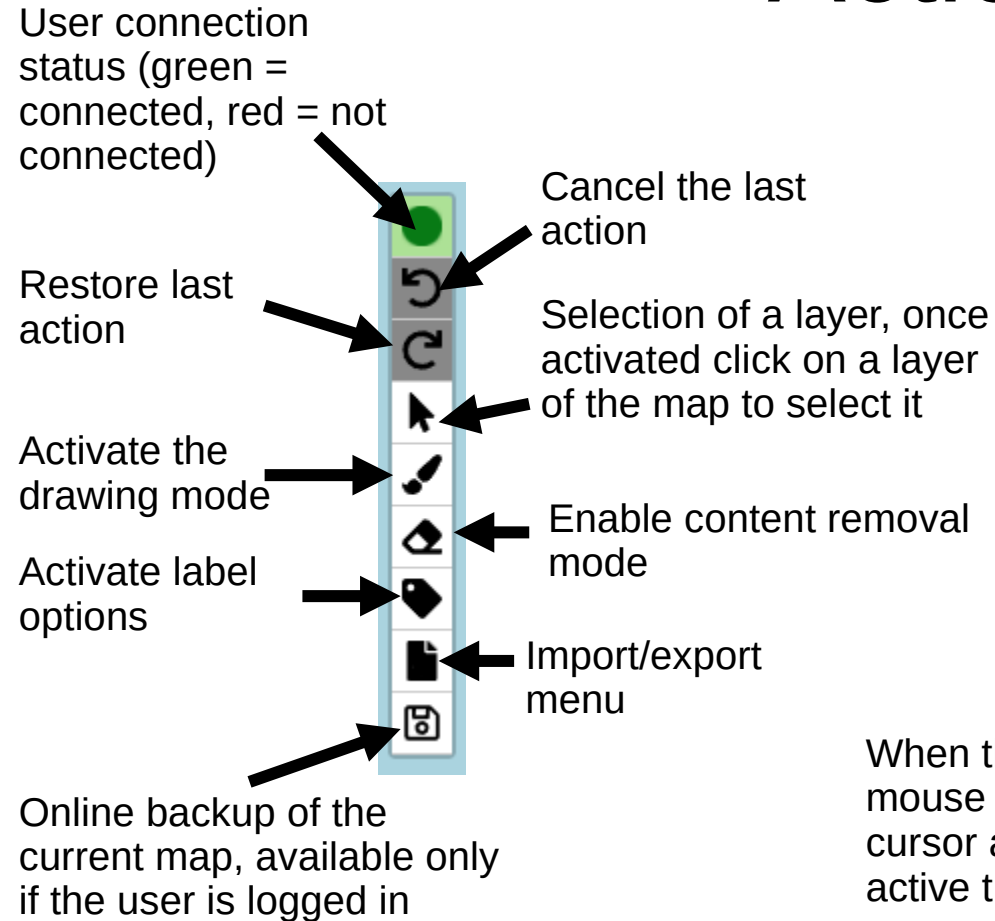 User connection
status (green =
connected, red = not
connected)
Cancel the last
action
Restore last
action
Selection of a layer, once
activated click on a layer
of the map to select it
Activate the
drawing mode
Enable content removal
mode
Activate label
options
Import/export
menu
Online backup of the
current map, available only
if the user is logged in
When t
mouse
cursor a
active t